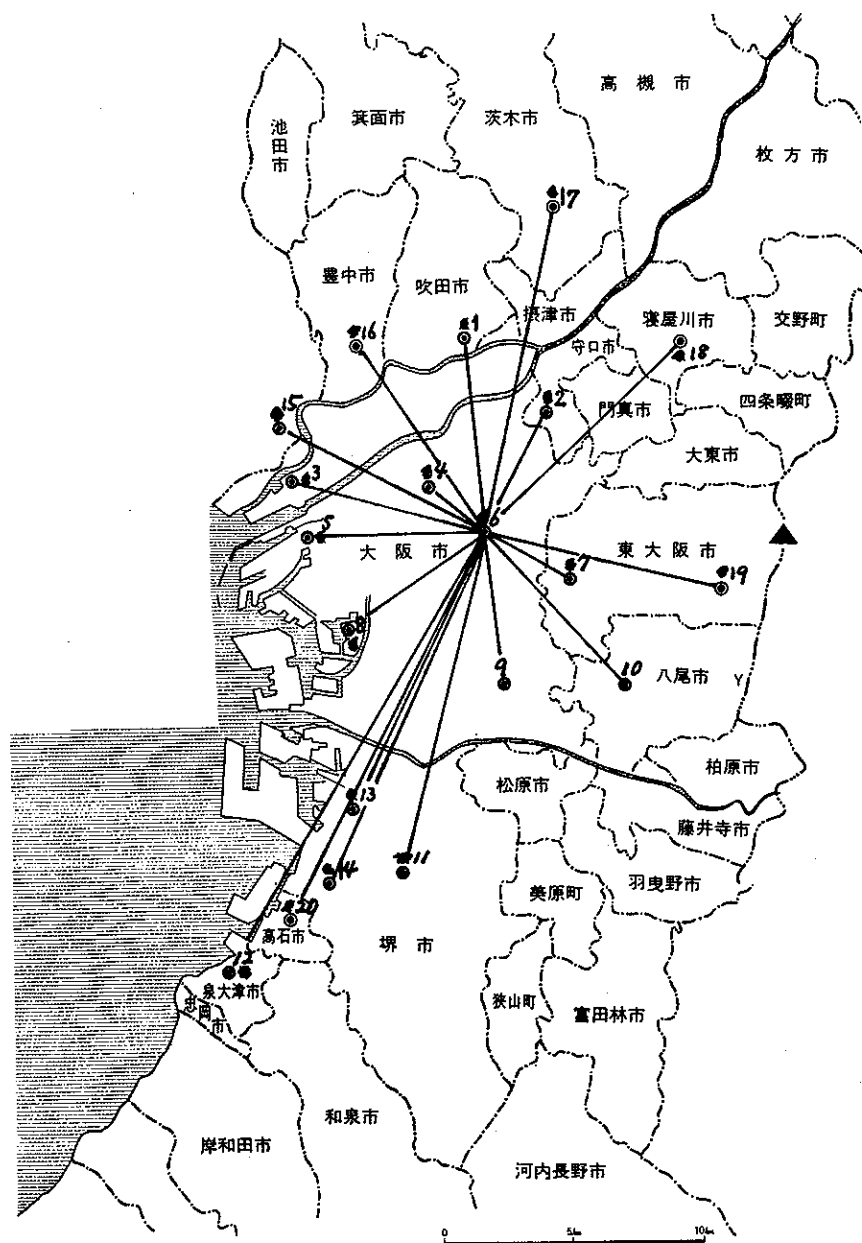 高槻市
箕面市
茨木市
池田市
枚方市
#17
豊中市
吹田市
摂津市
寝屋川市
交野町
#16
#1
守口市
#18
#2
門真市
四条畷町
#15
大東市
#3
#4
6
#5
大阪市
東大阪市
#7
#19
8
9
10
八尾市
柏原市
松原市
#13
藤井寺市
#11
#14
美原町
羽曳野市
#20
高石市
堺市
12
泉大津市
忠岡市
狭山町
富田林市
和泉市
岸和田市
河内長野市
0
5km
10km